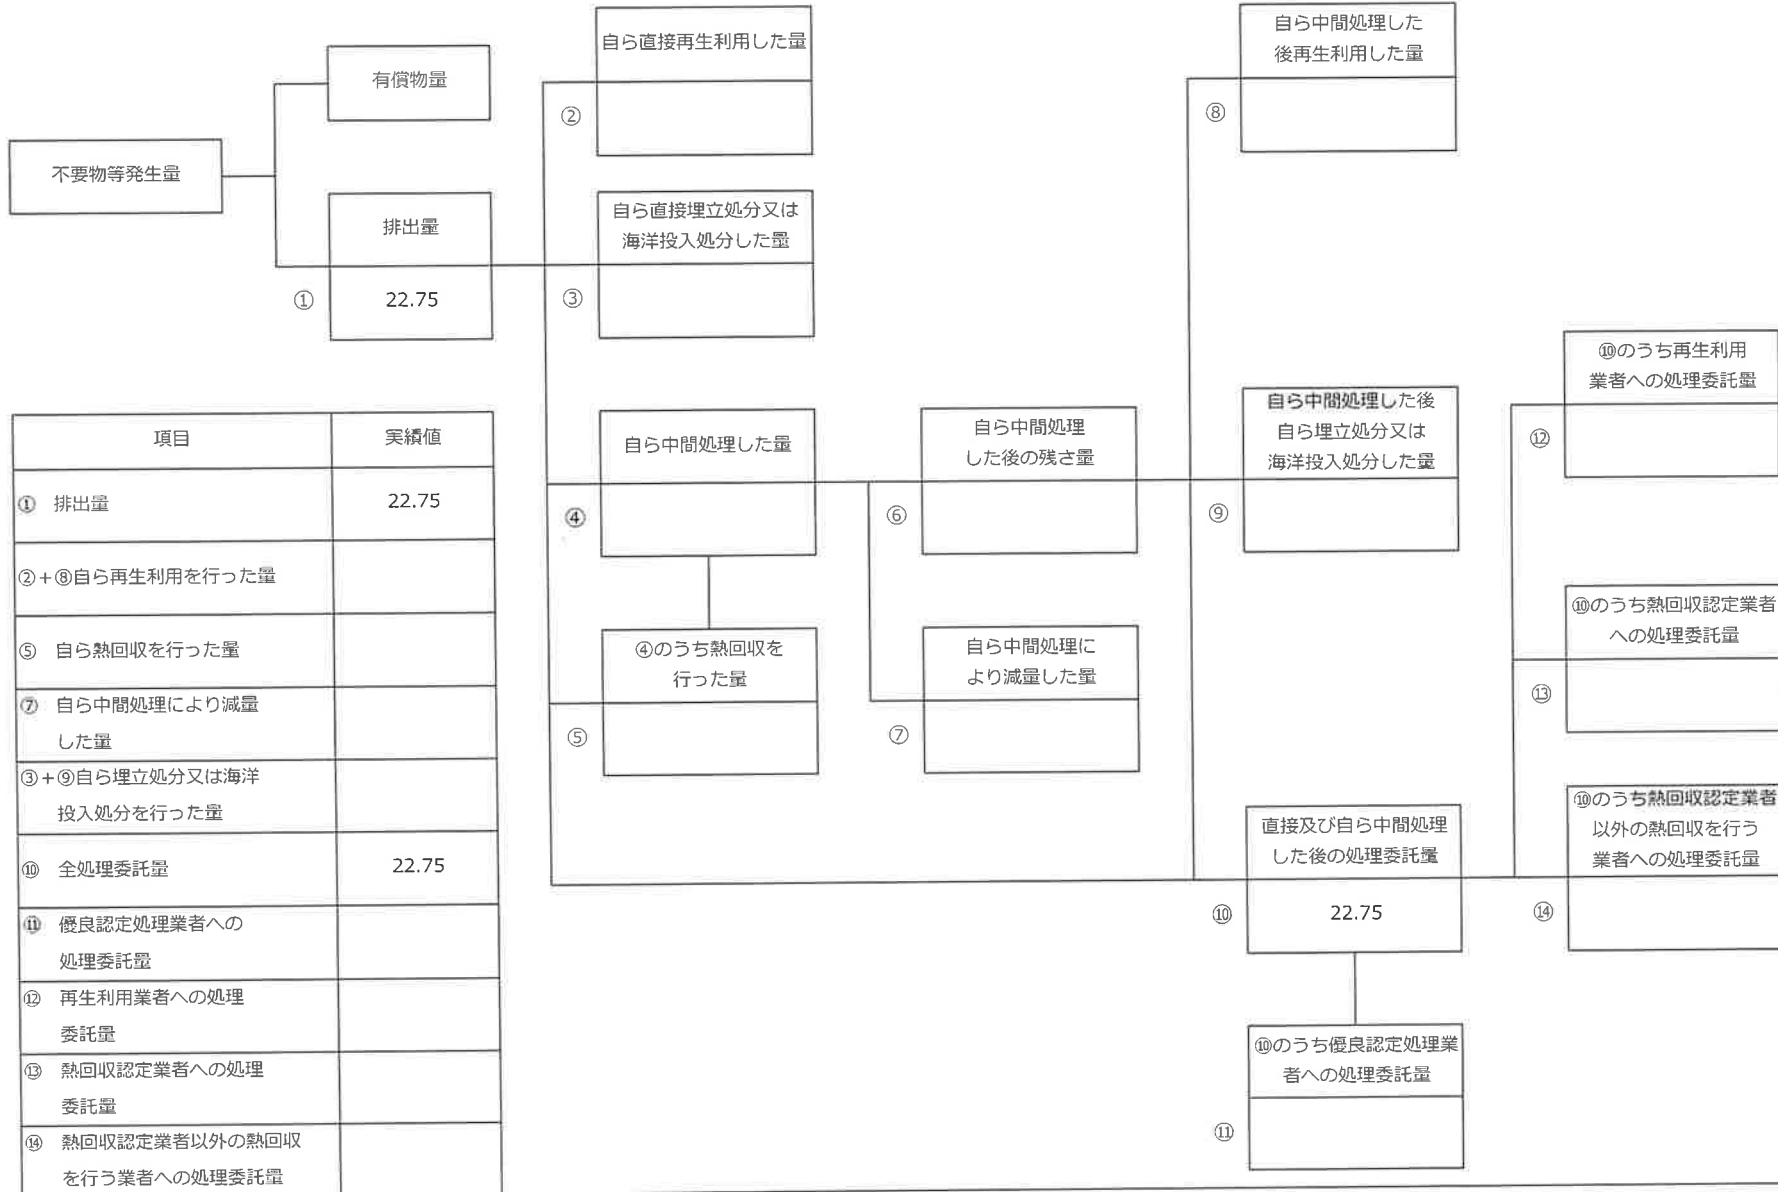 自ら直接再生利用した量
②
自ら中間処理した
後再生利用した量
⑧
有償物量
不要物等発生量
排出量
①
22.75
自ら直接埋立処分又は
海洋投入処分した量
③
⑩のうち再生利用
業者への処理委託量
⑫
自ら中間処理した量
④
自ら中間処理
した後の残さ量
⑥
自ら中間処理した後
自ら埋立処分又は
海洋投入処分した量
⑨
④のうち熱回収を
行った量
⑤
自ら中間処理に
より減量した量
⑦
⑩のうち熱回収認定業者
への処理委託量
⑬
直接及び自ら中間処理
した後の処理委託量
⑩
22.75
⑩のうち熱回収認定業者
以外の熱回収を行う
業者への処理委託量
⑭
⑩のうち優良認定処理業
者への処理委託量
⑪
項目 実績値
① 排出量 22.75
②+⑧自ら再生利用を行った量
⑤ 自ら熱回収を行った量
⑦ 自ら中間処理により減量
した量
③+⑨自ら埋立処分又は海洋
投入処分を行った量
⑩ 全処理委託量 22.75
⑪ 優良認定処理業者への
処理委託量
⑫ 再生利用業者への処理
委託量
⑬ 熱回収認定業者への処理
委託量
⑭ 熱回収認定業者以外の熱回収
を行う業者への処理委託量